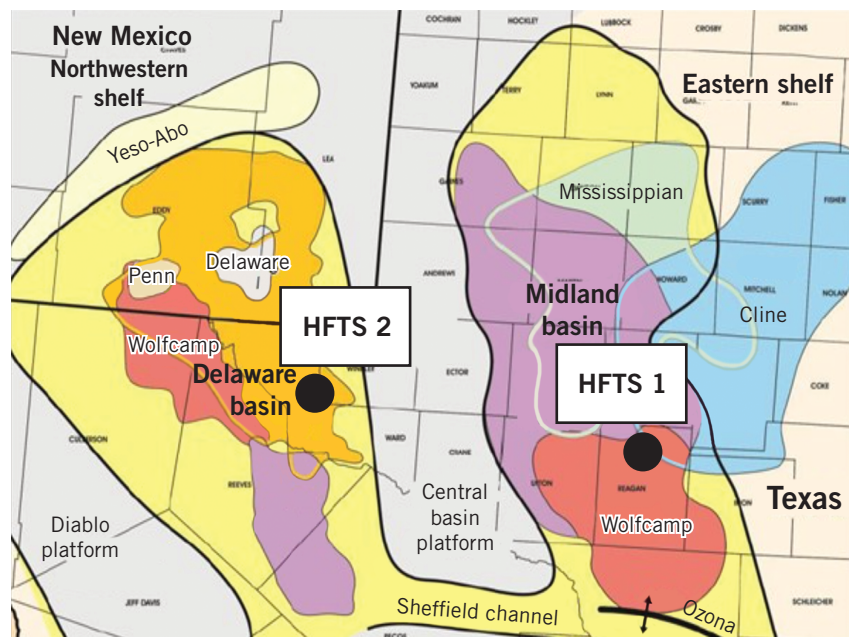 COCHRAN
HOCKLEY
LUBBOCK
CROSBY
DICKENS
New Mexico
Northwestern
shelf
Eastern shelf
YOAKUM
TERRY
LYNN
Yeso-Abo
LEA
GAINES
Mississippian
EDDY
SCURRY
FISHER
Delaware
Penn
ANDREWS
HOWARD
MITCHELL
NOLAN
Midland
basin
Cline
HFTS 2
Wolfcamp
Delaware
basin
WINKLER
ECTOR
HFTS 1
COKE
CULBERSON
WARD
CRANE
REEVES
UPTON
REAGAN
IRION
Texas
Central
basin
platform
Wolfcamp
Diablo
platform
JEFF DAVIS
Sheffield channel
Ozona
SCHLEICHER
PECOS